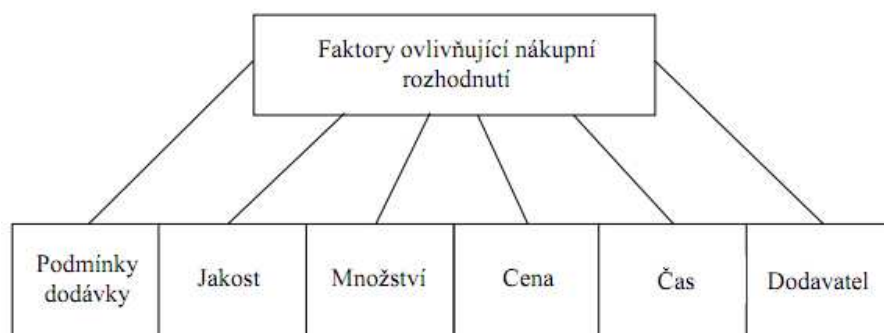 Faktory ovlivňující nákupní
rozhodnutí
Podmínky
dodávky
Jakost
Množství
Cena
Čas
Dodavatel